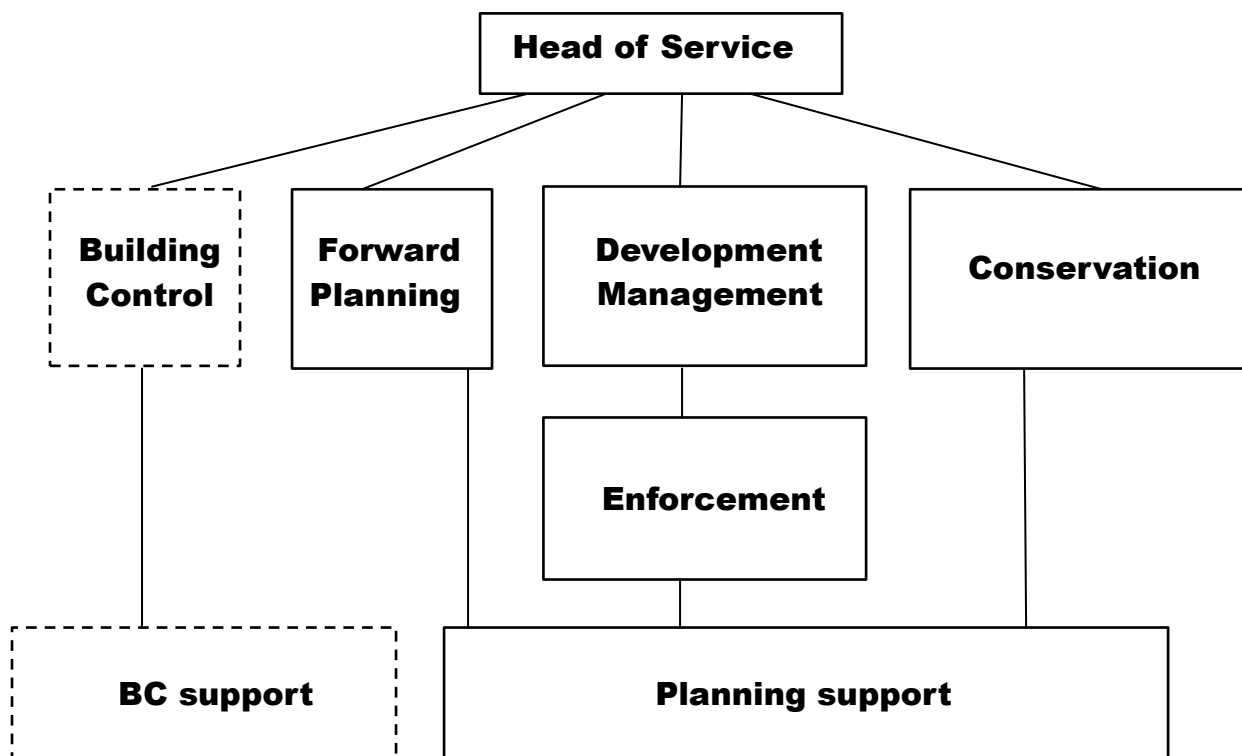 Head of Service
Building
Control
Forward
Planning
Development
Management
Conservation
Enforcement
BC support
Planning support